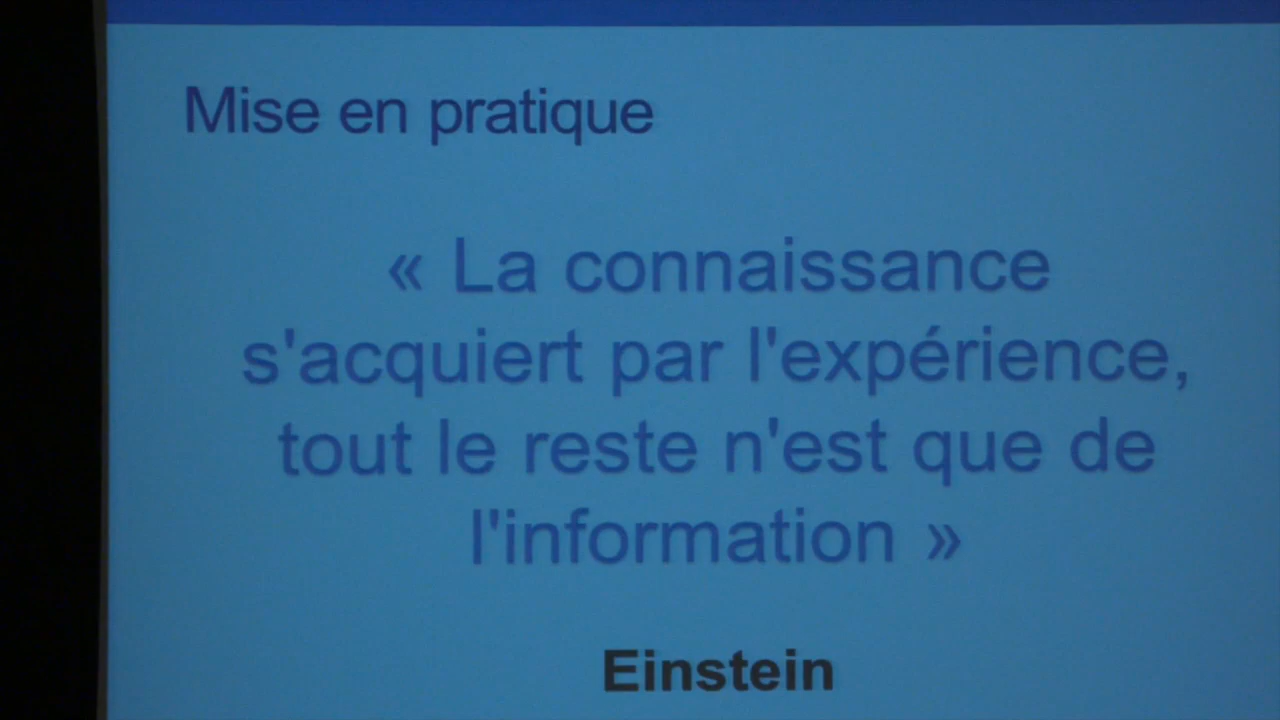 Mise en pratique
« La connaissance
s'acquiert par l'expérience,
tout le reste n'est que de
l'information »
Einstein